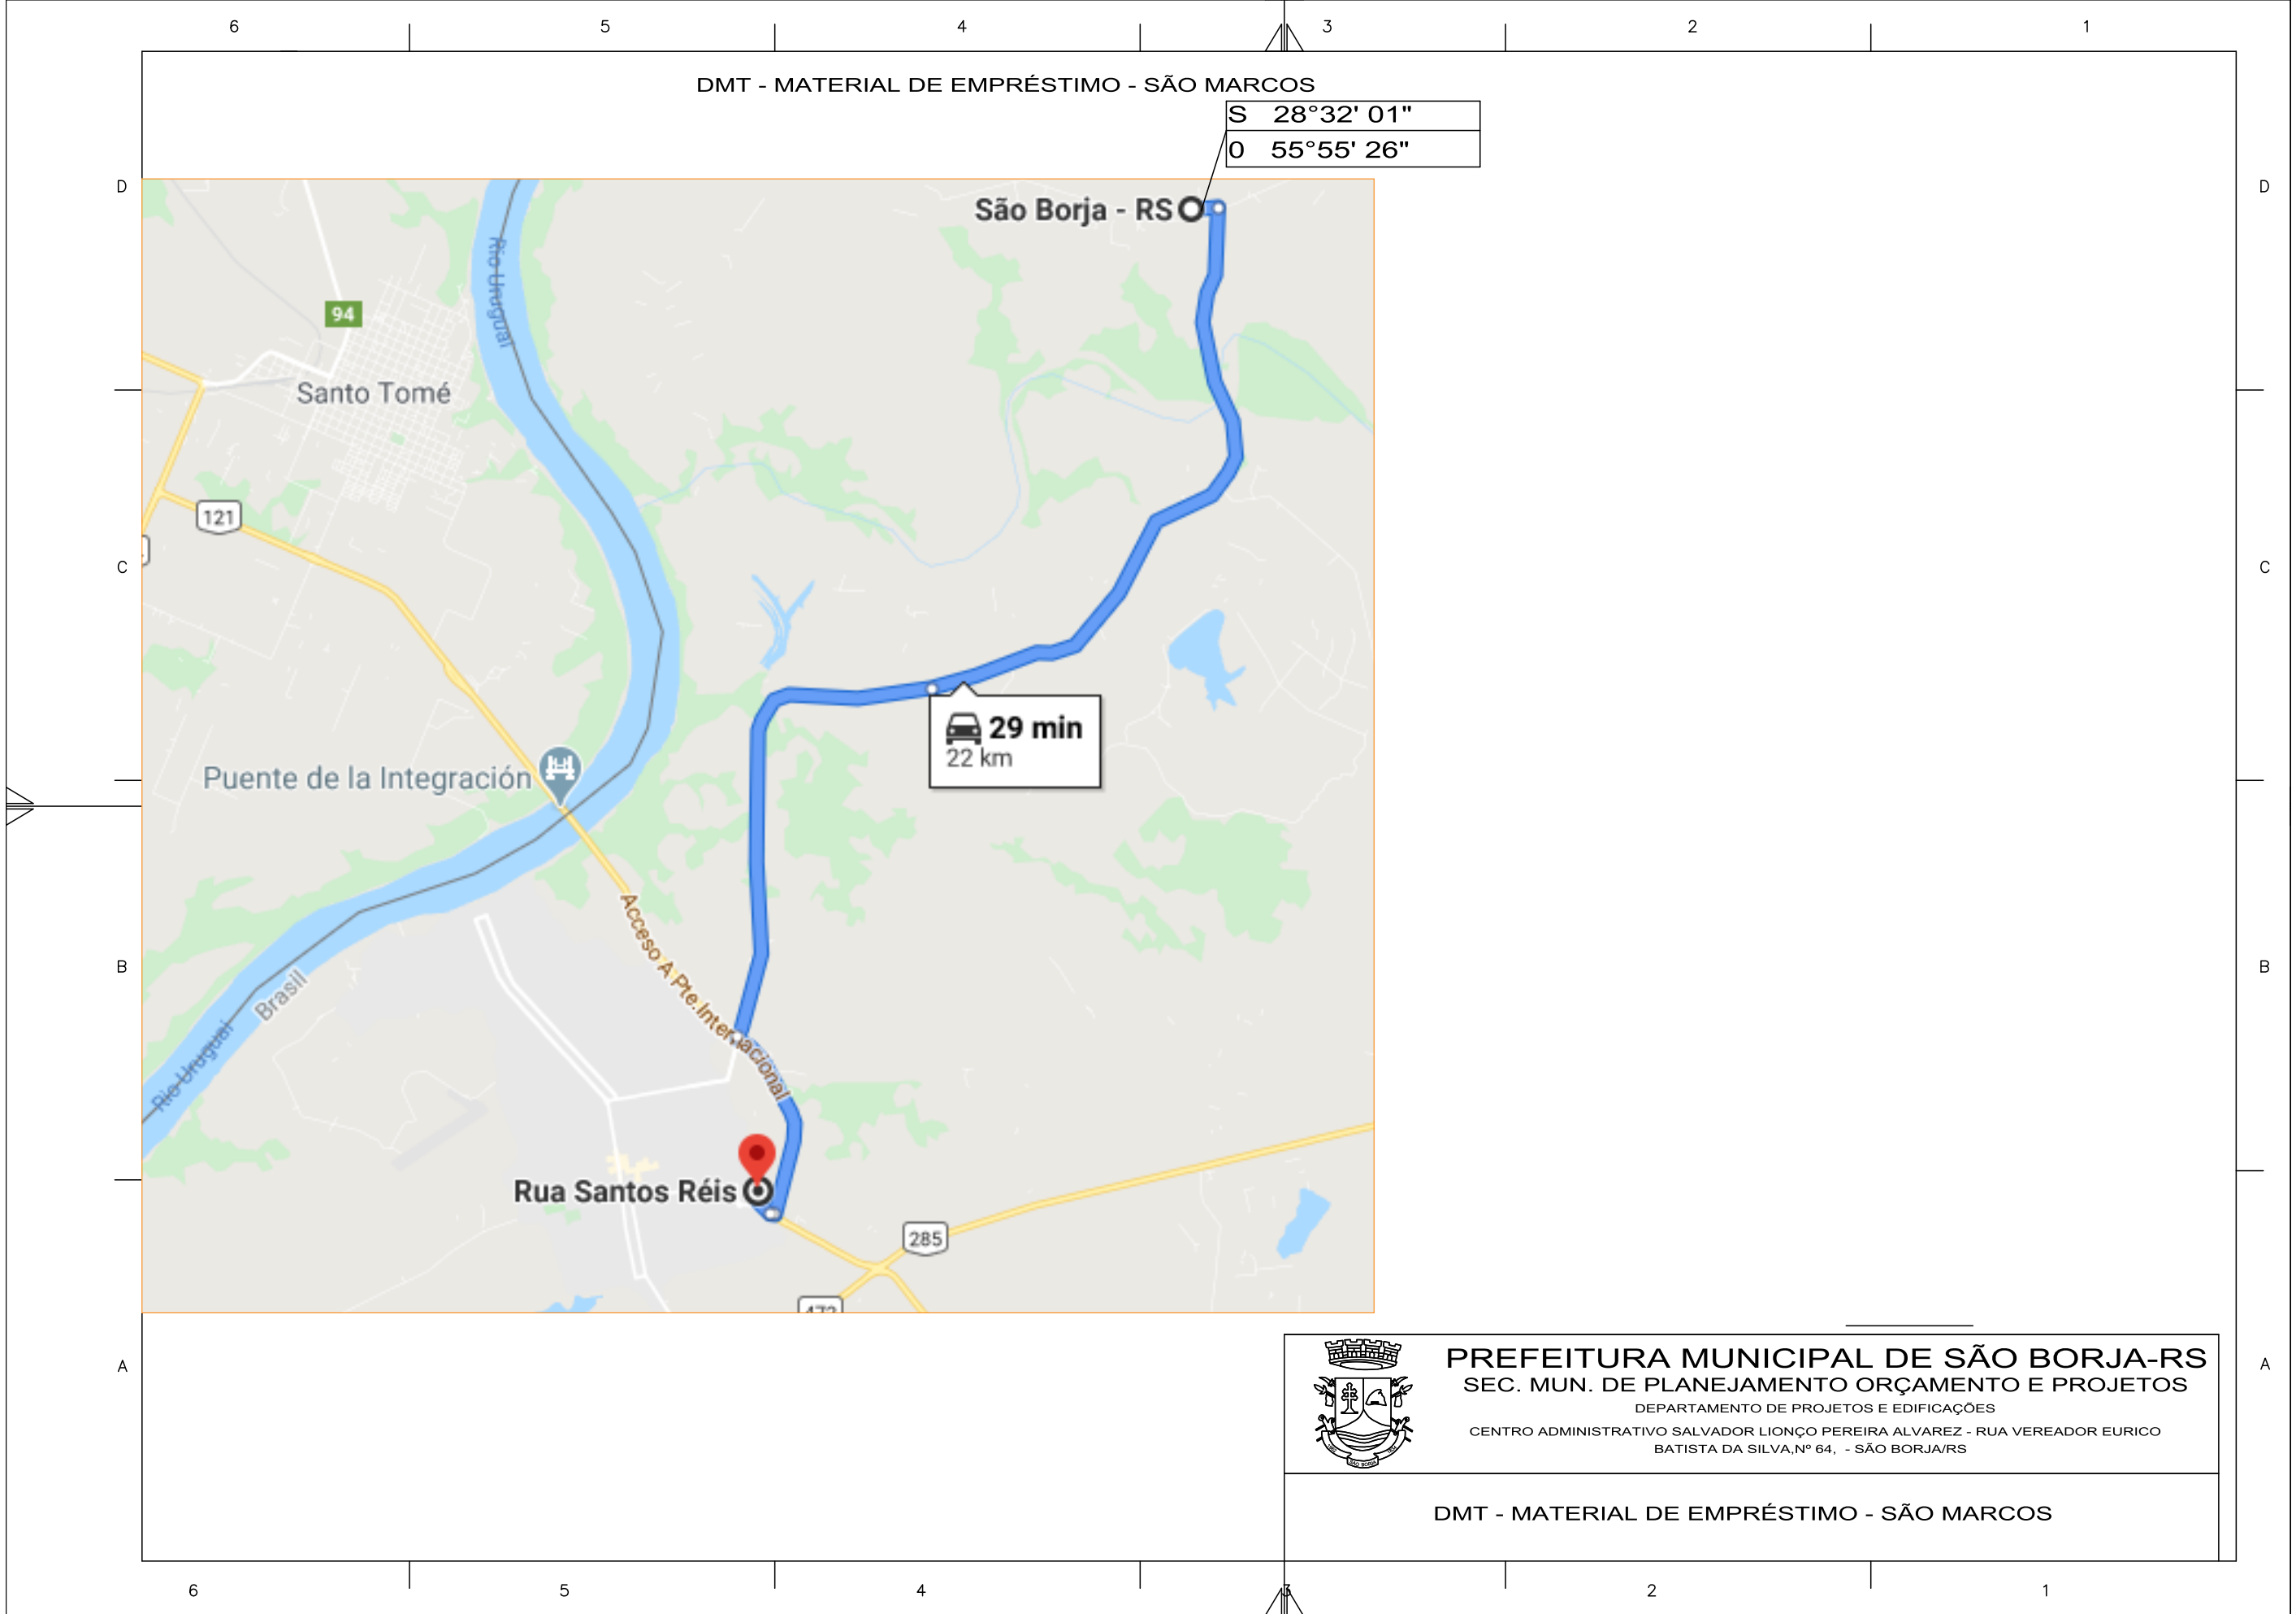 6 5 4 3 2 1
DMT - MATERIAL DE EMPRÉSTIMO - SÃO MARCOS
S 28°32' 01"
0 55°55' 26"
D D
São Borja - RS
Rio Uruguai
94
Santo Tomé
121
C C
29 min
22 km
Puente de la Integración
Acceso A Pte.Internacional
B B
Brasil
Rio Uruguai
Rua Santos Réis
285
472
A A
PREFEITURA MUNICIPAL DE SÃO BORJA-RS
SEC. MUN. DE PLANEJAMENTO ORÇAMENTO E PROJETOS
DEPARTAMENTO DE PROJETOS E EDIFICAÇÕES
CENTRO ADMINISTRATIVO SALVADOR LIONÇO PEREIRA ALVAREZ - RUA VEREADOR EURICO
BATISTA DA SILVA,Nº 64, - SÃO BORJA/RS
SÃO BORJA
DMT - MATERIAL DE EMPRÉSTIMO - SÃO MARCOS
6 5 4 3 2 1